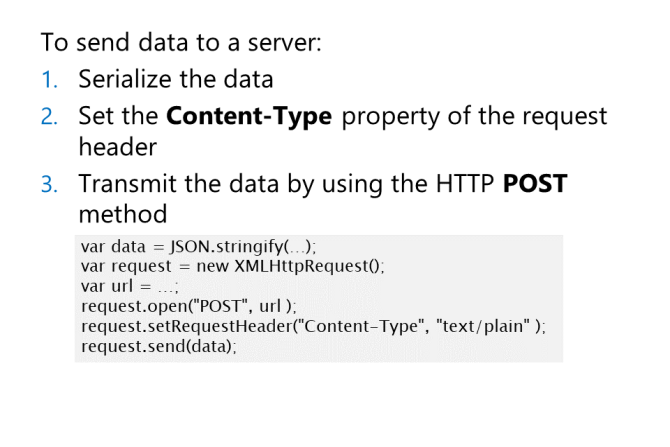 To send data to a server:
1. Serialize the data
2. Set the Content-Type property of the request
header
3. Transmit the data by using the HTTP POST
method
var data = JSON.stringify(...);
var request = new XMLHttpRequest();
var url = ...;
request.open("POST", url );
request.setRequestHeader("Content-Type", "text/plain" );
request.send(data);